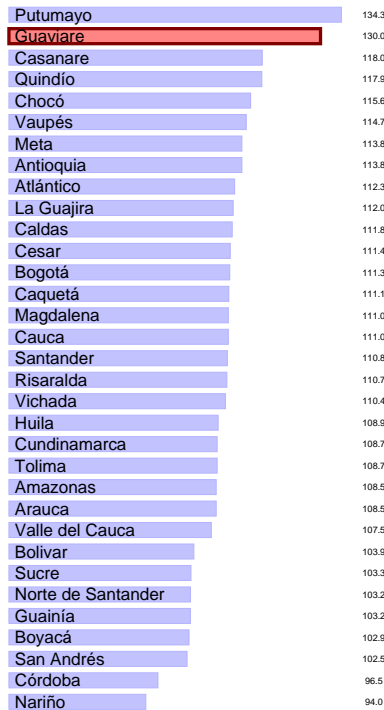 Putumayo 134.3
Guaviare 130.0
Casanare 118.0
Quindío 117.9
Chocó 115.6
Vaupés 114.7
Meta 113.8
Antioquia 113.8
Atlántico 112.3
La Guajira 112.0
Caldas 111.8
Cesar 111.4
Bogotá 111.3
Caquetá 111.1
Magdalena 111.0
Cauca 111.0
Santander 110.8
Risaralda 110.7
Vichada 110.4
Huila 108.9
Cundinamarca 108.7
Tolima 108.7
Amazonas 108.5
Arauca 108.5
Valle del Cauca 107.5
Bolivar 103.9
Sucre 103.3
Norte de Santander 103.2
Guainía 103.2
Boyacá 102.9
San Andrés 102.5
Córdoba 96.5
Nariño 94.0